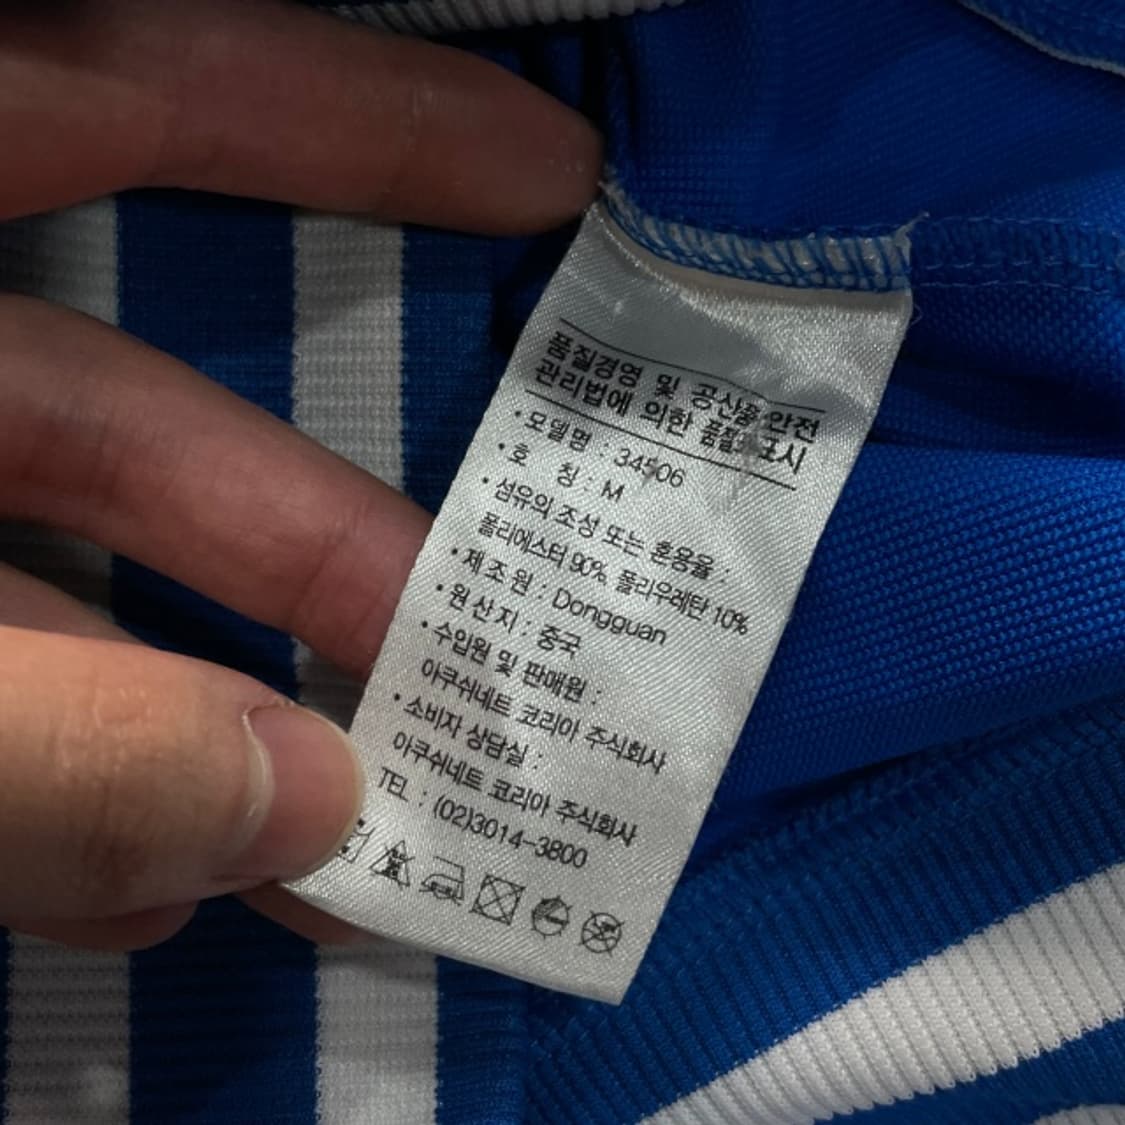 품질경영 및 공산품 안전
관리법에 의한 품질표시
• 모델명 : 34506
• 호 칭 : M
• 섬유의 조성 또는 혼용율 :
폴리에스터 90%, 폴리우레탄 10%
• 제조원 : Dongguan
• 원산지 : 중국
• 수입원 및 판매원 :
아쿠쉬네트 코리아 주식회사
• 소비자 상담실 :
아쿠쉬네트 코리아 주식회사
TEL : (02)3014-3800